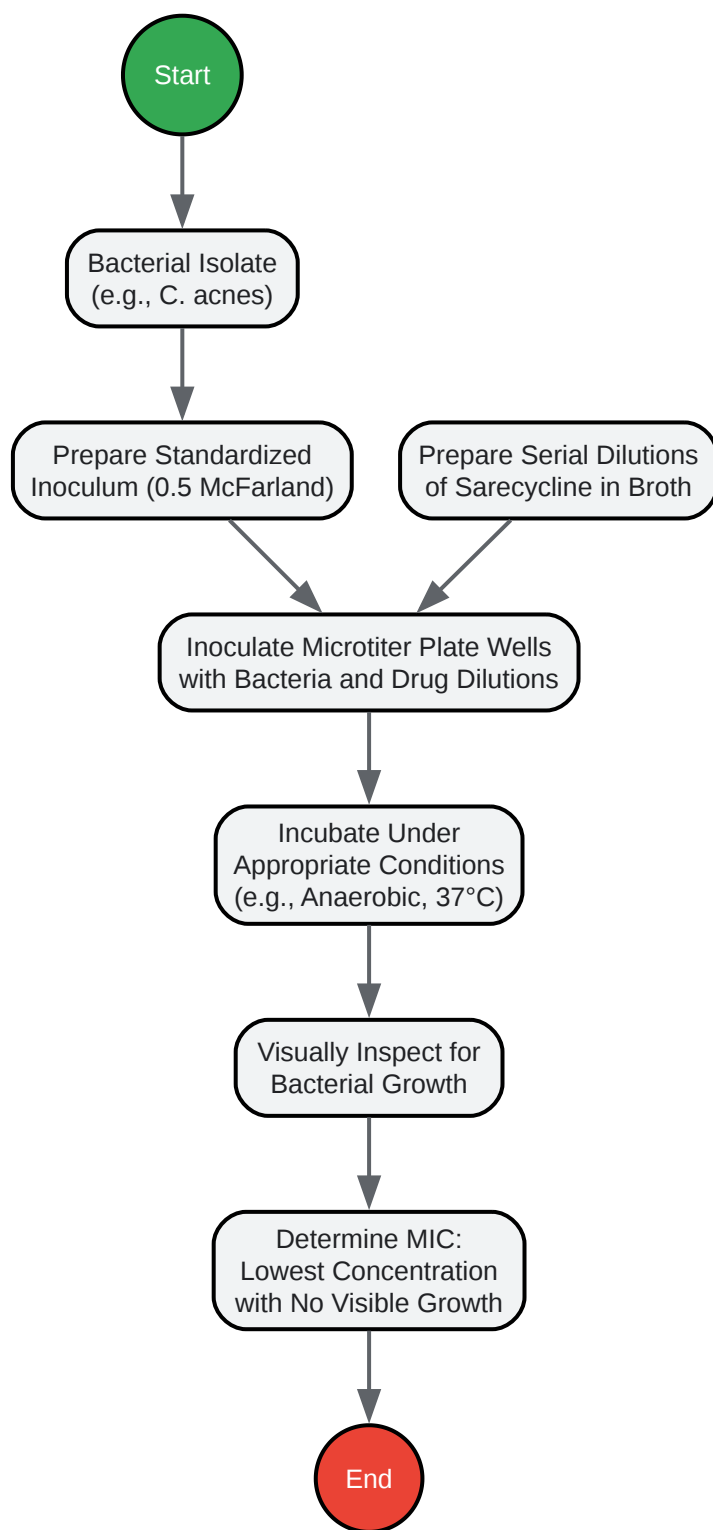 Start
Bacterial Isolate
(e.g., C. acnes)
Prepare Standardized
Inoculum (0.5 McFarland)
Prepare Serial Dilutions
of Sarecycline in Broth
Inoculate Microtiter Plate Wells
with Bacteria and Drug Dilutions
Incubate Under
Appropriate Conditions
(e.g., Anaerobic, 37°C)
Visually Inspect for
Bacterial Growth
Determine MIC:
Lowest Concentration
with No Visible Growth
End